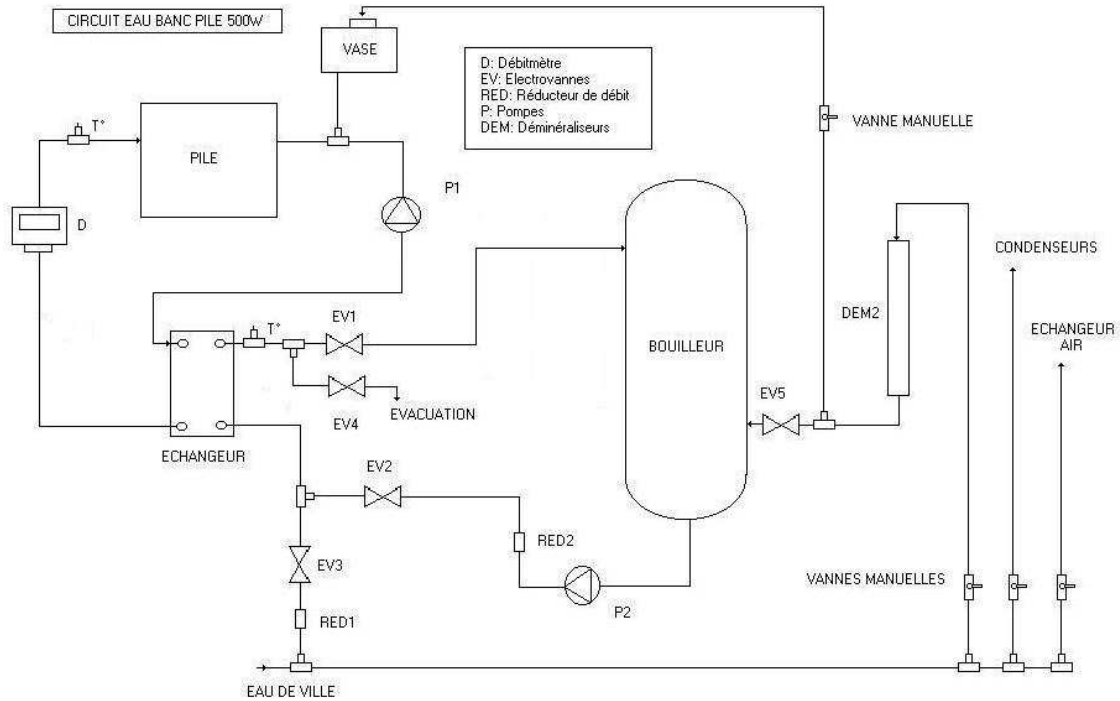 CIRCUIT EAU BANC PILE 500W
VASE
D: Débitmètre
EV: Electrovannes
RED: Réducteur de débit
P: Pompes
DEM: Déminéraliseurs
VANNE MANUELLE
T°
PILE
P1
D
CONDENSEURS
EV1
T°
DEM2
ECHANGEUR
AIR
BOUILLEUR
EV5
EVACUATION
EV4
ECHANGEUR
EV2
RED2
EV3
VANNES MANUELLES
P2
RED1
EAU DE VILLE